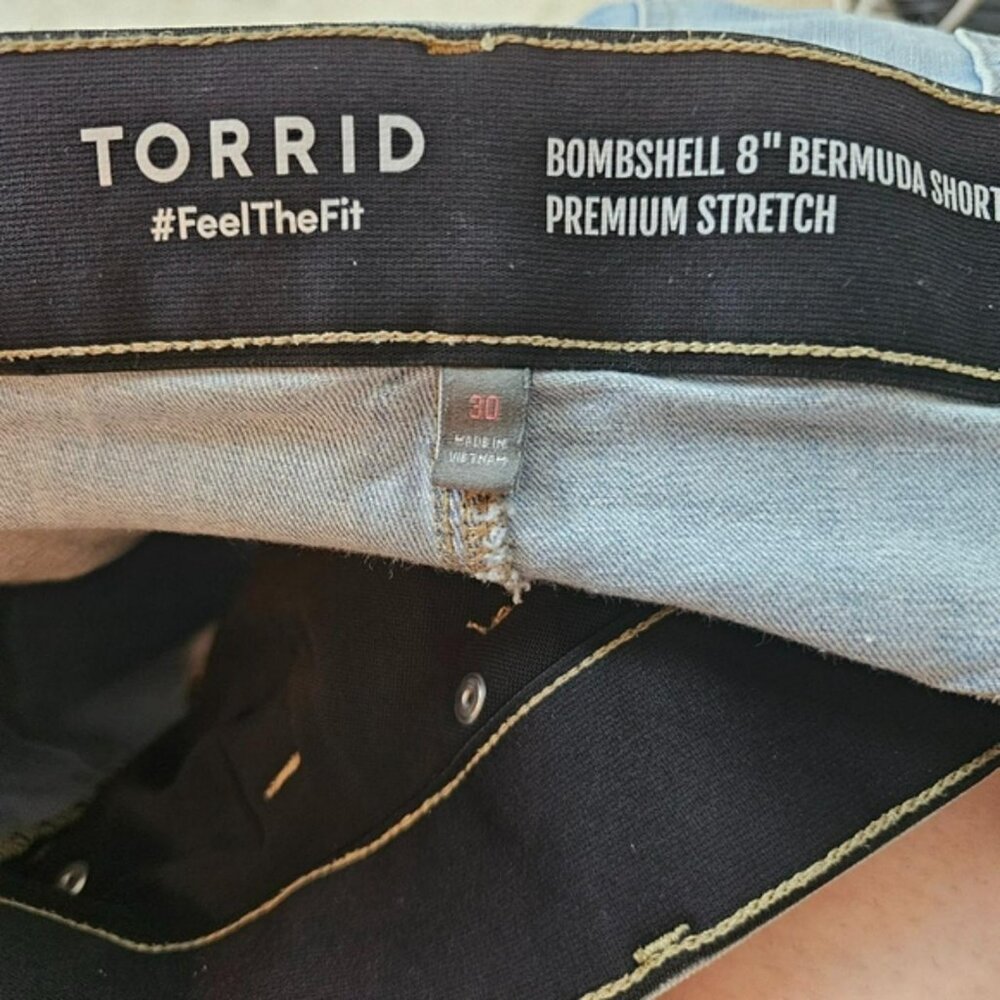 TORRID
#FeelTheFit
BOMBSHELL 8" BERMUDA SHORT
PREMIUM STRETCH
30
MADE IN
VIETNAM